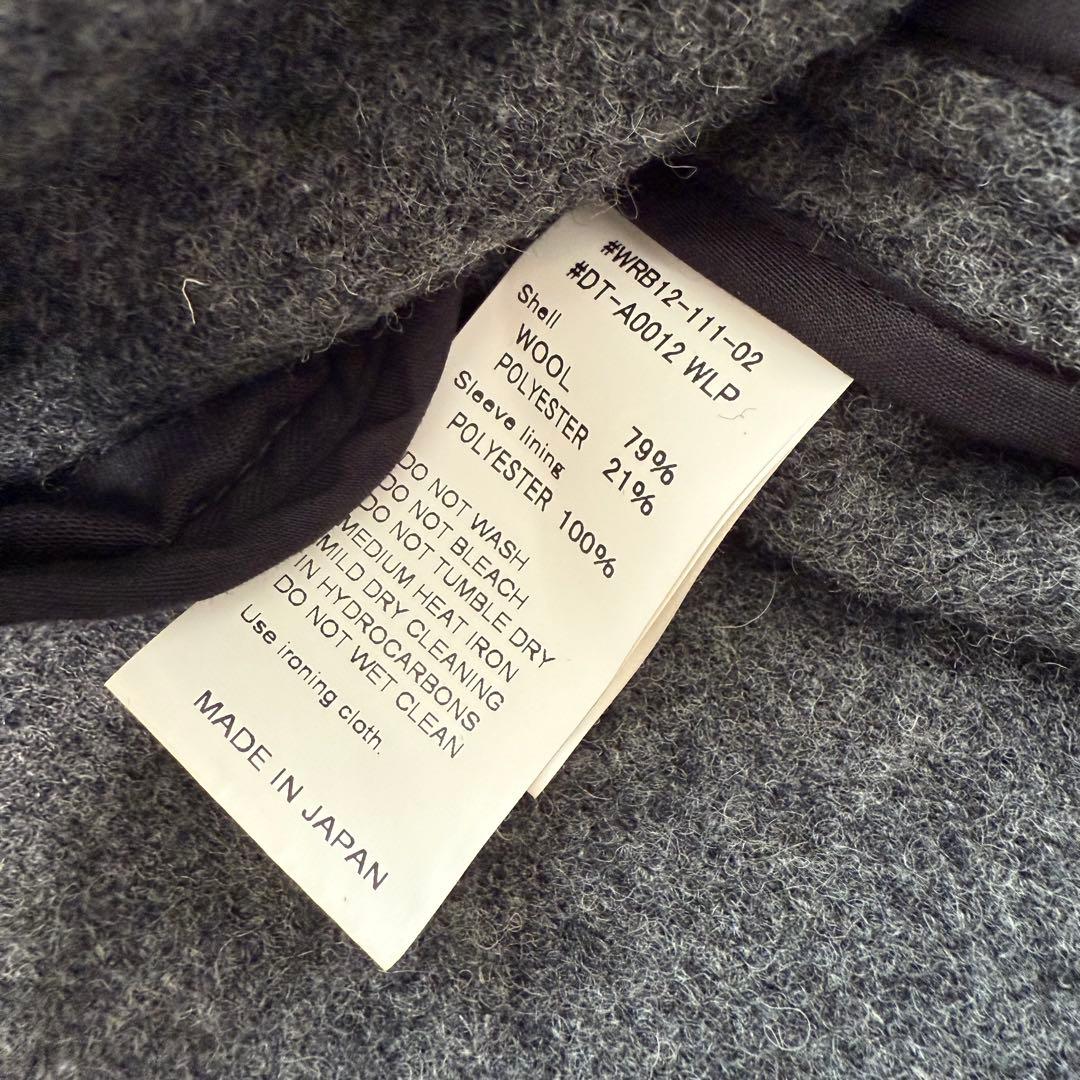 #WRB12-111-02
#DT-A0012 WLP
Shell
WOOL 79%
POLYESTER 21%
Sleeve lining
POLYESTER 100%
DO NOT WASH
DO NOT BLEACH
DO NOT TUMBLE DRY
MEDIUM HEAT IRON
MILD DRY CLEANING
IN HYDROCARBONS
DO NOT WET CLEAN
Use ironing cloth.
MADE IN JAPAN